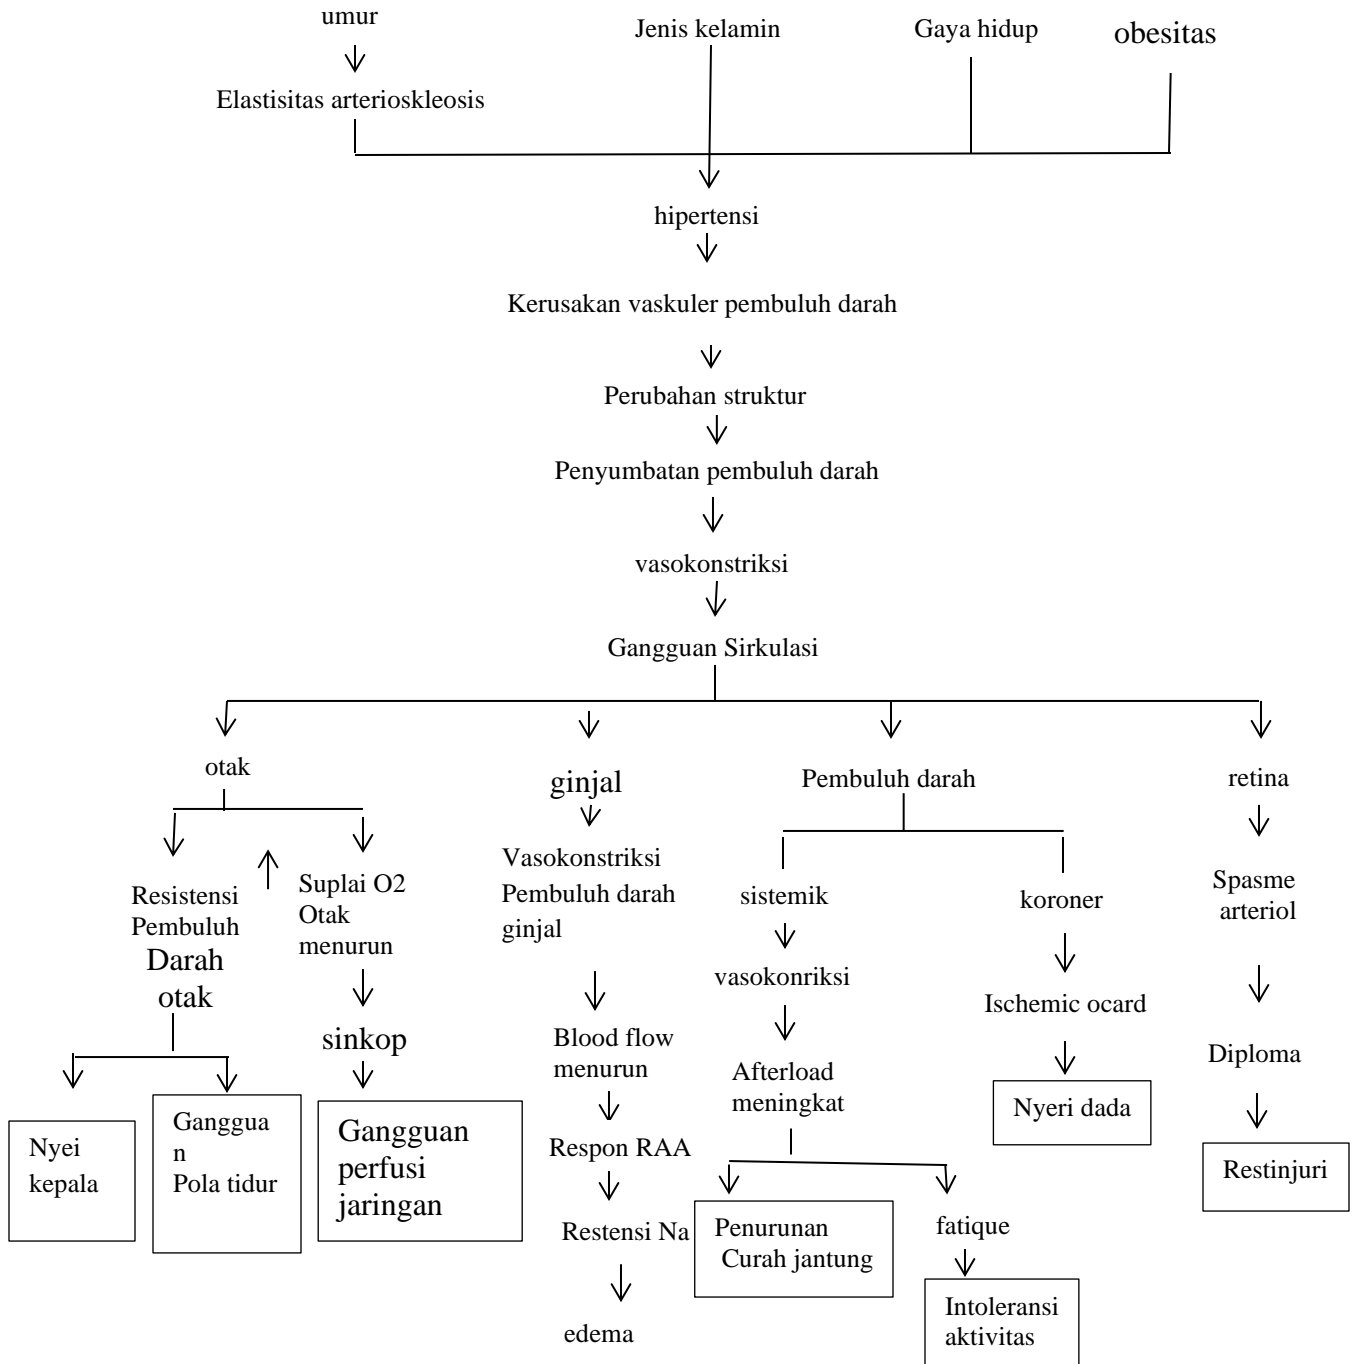 umur
Jenis kelamin
Gaya hidup
obesitas
Elastisitas arterioskleosis
hipertensi
Kerusakan vaskuler pembuluh darah
Perubahan struktur
Penyumbatan pembuluh darah
vasokonstriksi
Gangguan Sirkulasi
otak
ginjal
Pembuluh darah
retina
Resistensi
Pembuluh
Darah
otak
Suplai O2
Otak
menurun
Vasokonstriksi
Pembuluh darah
ginjal
sistemik
koroner
Spasme
arteriol
vasokonriksi
Ischemic ocard
sinkop
Blood flow
menurun
Afterload
meningkat
Diploma
Nyei
kepala
Ganggua
n
Pola tidur
Gangguan
perfusi
jaringan
Respon RAA
Nyeri dada
Restinjuri
Restensi Na
Penurunan
Curah jantung
fatique
edema
Intoleransi
aktivitas